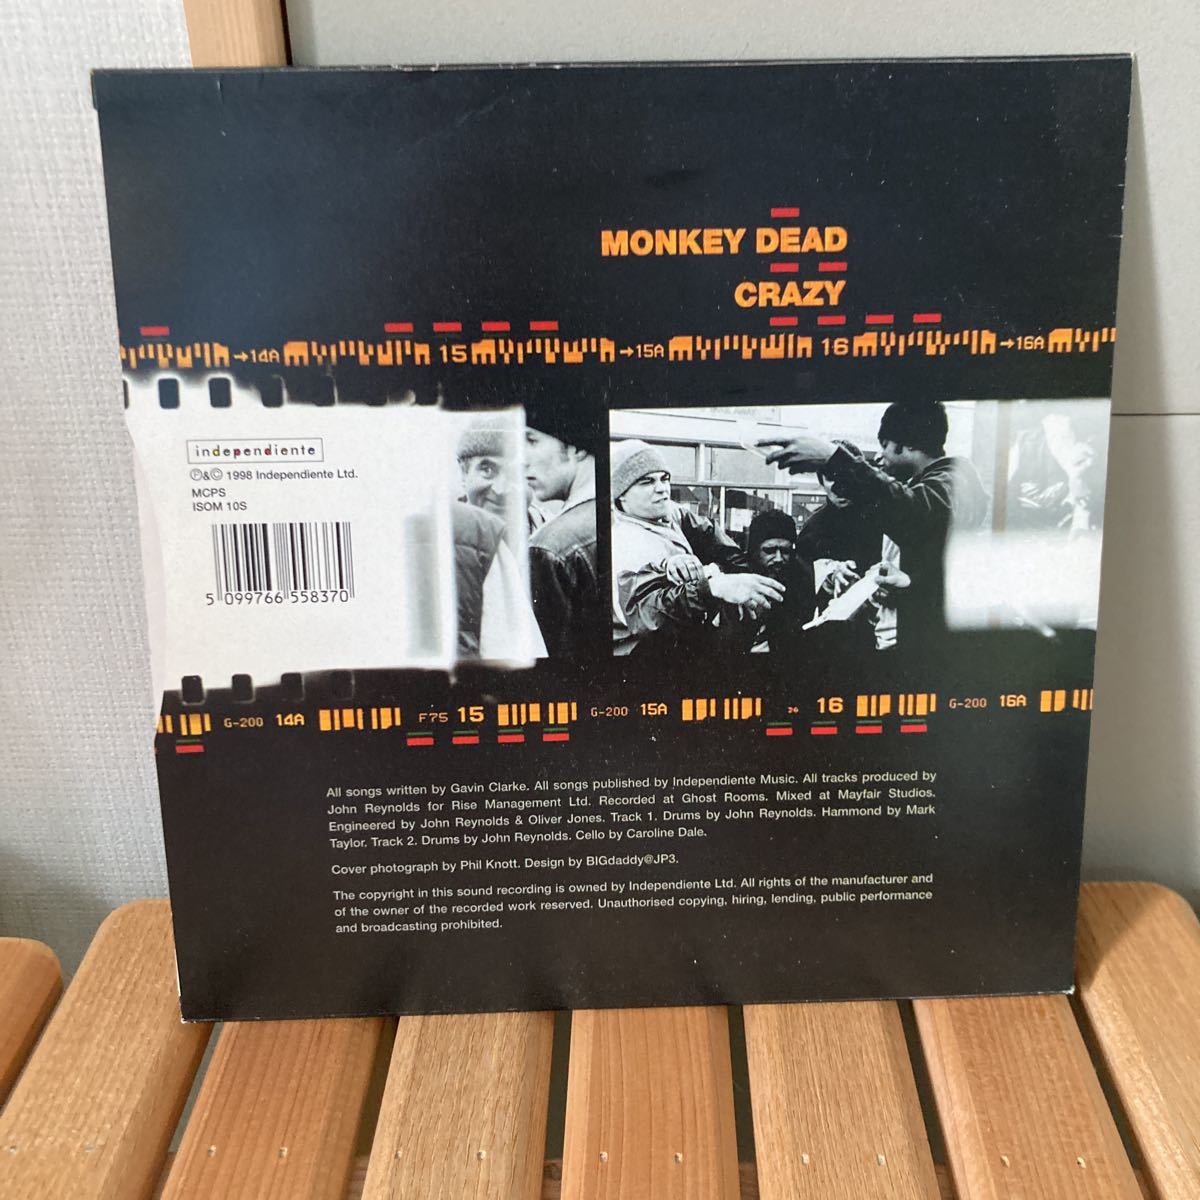 MONKEY DEAD
CRAZY
→14A 15 →15A 16 →16A
independiente
℗&© 1998 Independiente Ltd.
MCPS
ISOM 10S
5 099766 558370
G-200 14A F75 15 G-200 15A 26 16 G-200 16A
All songs written by Gavin Clarke. All songs published by Independiente Music. All tracks produced by
John Reynolds for Rise Management Ltd. Recorded at Ghost Rooms. Mixed at Mayfair Studios.
Engineered by John Reynolds & Oliver Jones. Track 1. Drums by John Reynolds. Hammond by Mark
Taylor. Track 2. Drums by John Reynolds. Cello by Caroline Dale.
Cover photograph by Phil Knott. Design by BIGdaddy@JP3.
The copyright in this sound recording is owned by Independiente Ltd. All rights of the manufacturer and
of the owner of the recorded work reserved. Unauthorised copying, hiring, lending, public performance
and broadcasting prohibited.